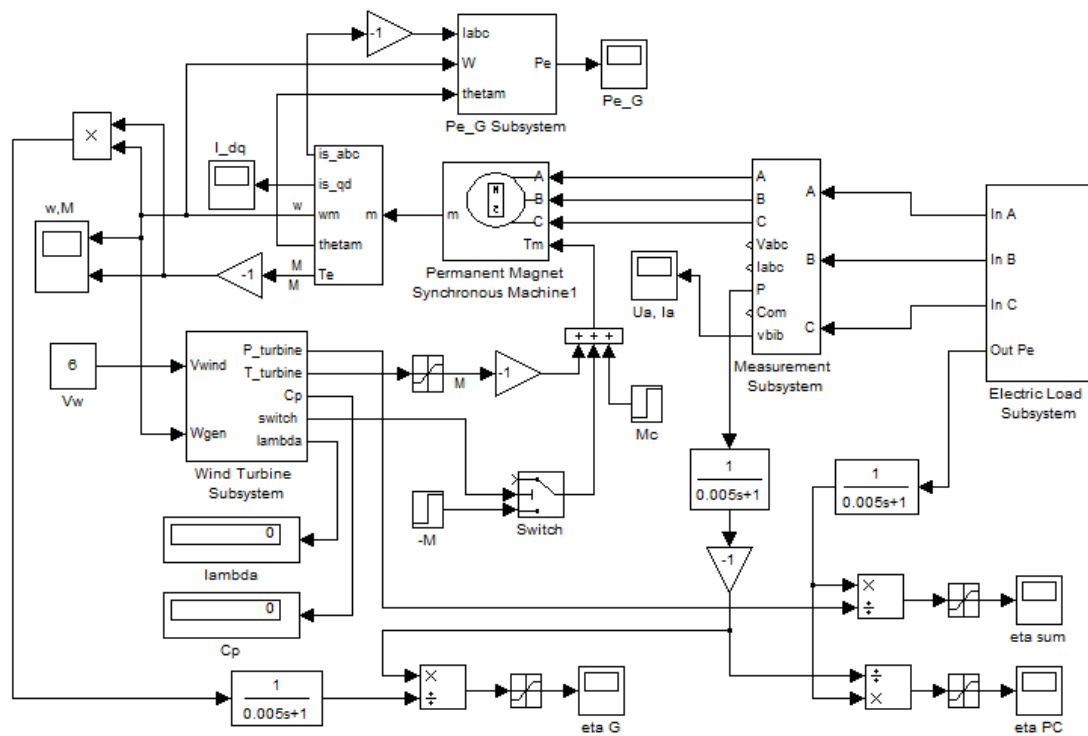 -1
Iabc
W
thetam
Pe
Pe_G
Pe_G Subsystem
×
I_dq
is_abc
is_qd
w
wm
thetam
Te
m
M
M
-1
w,M
m
A
B
C
Tm
N
S
Permanent Magnet
Synchronous Machine1
A
B
C
Vabc
Iabc
P
Com
vbib
A
B
C
Measurement
Subsystem
Ua, Ia
In A
In B
In C
Out Pe
Electric Load
Subsystem
6
Vw
Vwind
Wgen
P_turbine
T_turbine
Cp
switch
lambda
Wind Turbine
Subsystem
M
-1
+ + +
Mc
-M
Switch
0
lambda
0
Cp
1
0.005s+1
1
0.005s+1
-1
×
÷
eta sum
1
0.005s+1
×
÷
eta G
÷
×
eta PC